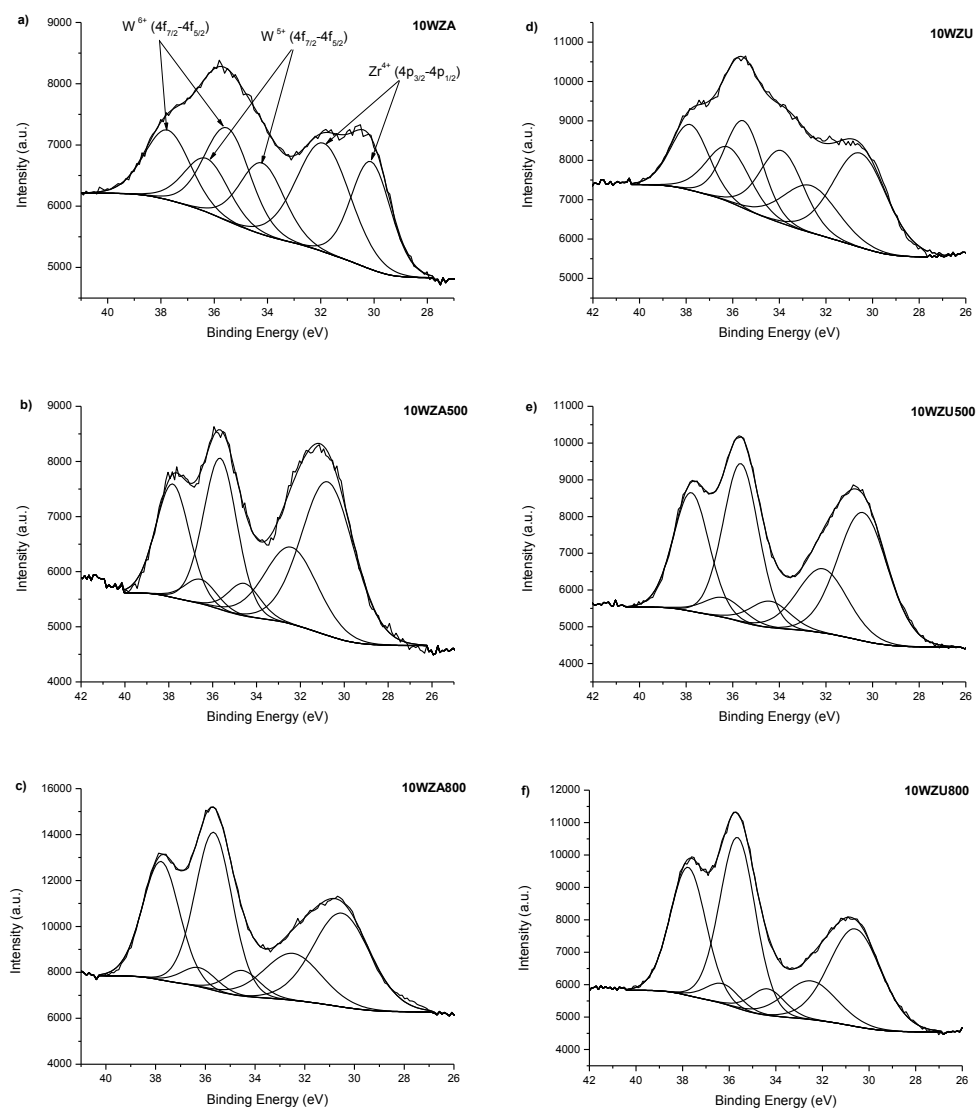 a)
10WZA
W 6+ (4f7/2-4f5/2)
W 5+ (4f7/2-4f5/2)
Zr4+ (4p3/2-4p1/2)
9000
8000
7000
6000
5000
Intensity (a.u.)
40 38 36 34 32 30 28
Binding Energy (eV)
d)
10WZU
11000
10000
9000
8000
7000
6000
5000
Intensity (a.u.)
42 40 38 36 34 32 30 28 26
Binding Energy (eV)
b)
10WZA500
9000
8000
7000
6000
5000
4000
Intensity (a.u.)
42 40 38 36 34 32 30 28 26
Binding Energy (eV)
e)
10WZU500
11000
10000
9000
8000
7000
6000
5000
4000
Intensity (a.u.)
42 40 38 36 34 32 30 28 26
Binding Energy (eV)
c)
10WZA800
16000
14000
12000
10000
8000
6000
4000
Intensity (a.u.)
40 38 36 34 32 30 28 26
Binding Energy (eV)
f)
10WZU800
12000
11000
10000
9000
8000
7000
6000
5000
4000
Intensity (a.u.)
42 40 38 36 34 32 30 28 26
Binding Energy (eV)